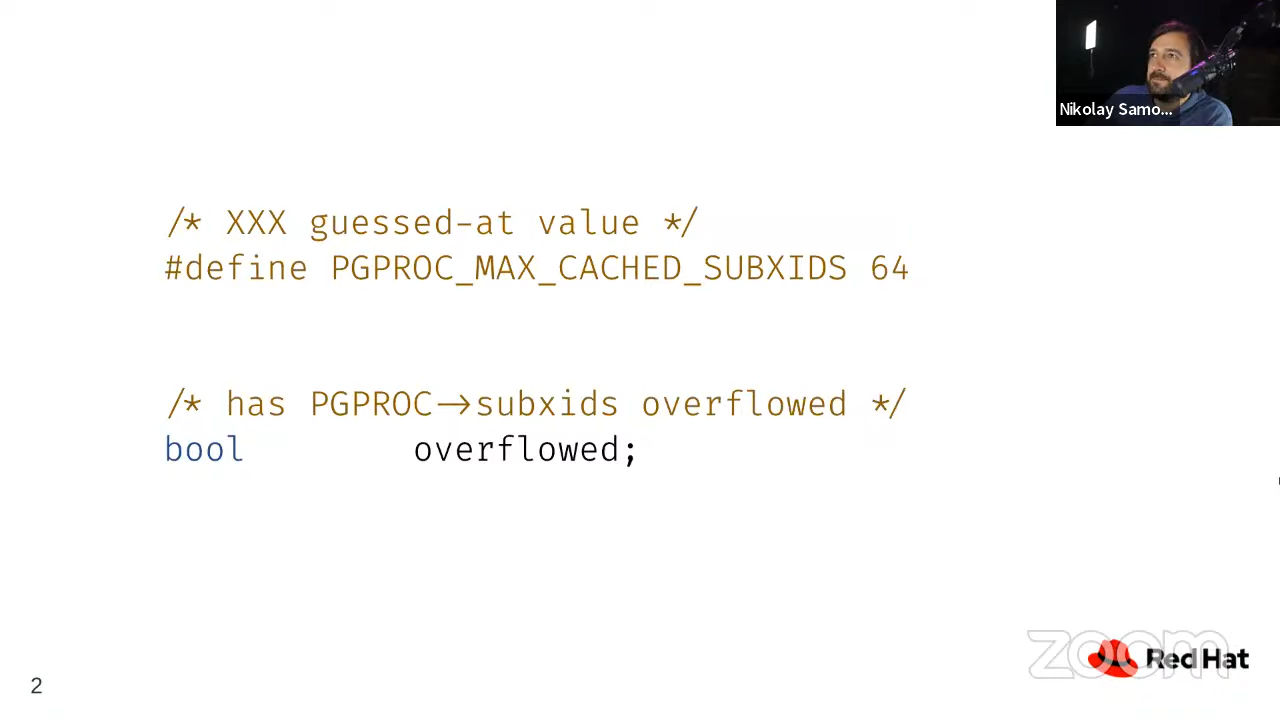 Nikolay Samo...
/* XXX guessed-at value */
#define PGPROC_MAX_CACHED_SUBXIDS 64
/* has PGPROC->subxids overflowed */
bool overflowed;
zoom
Red Hat
2